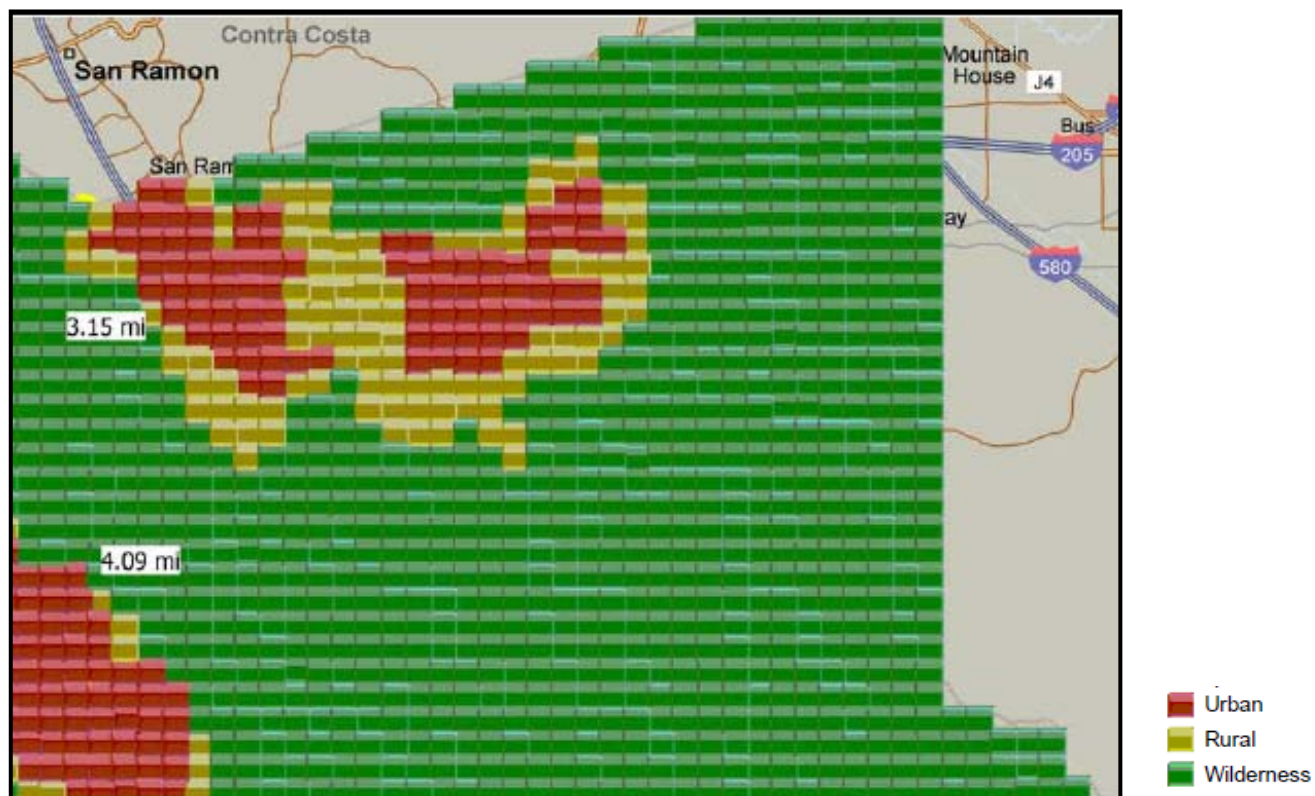 Contra Costa
San Ramon
Mountain
House
J4
Bus
205
San Ram
ay
580
3.15 mi
4.09 mi
Urban
Rural
Wilderness